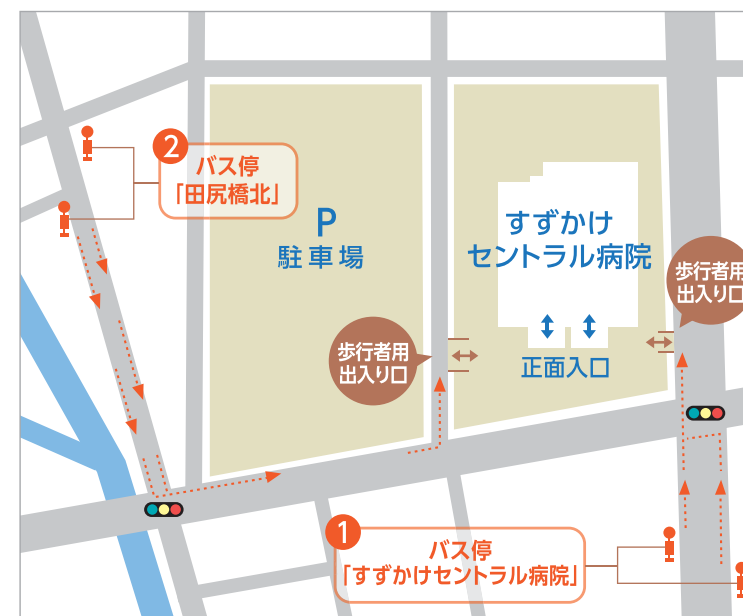 2
バス停
「田尻橋北」
P
駐車場
すずかけ
セントラル病院
歩行者用
出入り口
歩行者用
出入り口
正面入口
1
バス停
「すずかけセントラル病院」